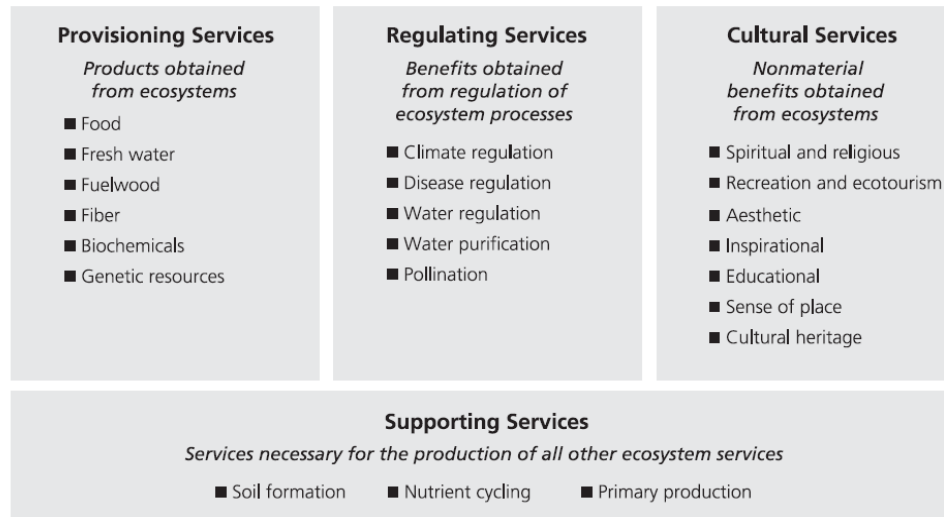 Provisioning Services
Products obtained
from ecosystems
■ Food
■ Fresh water
■ Fuelwood
■ Fiber
■ Biochemicals
■ Genetic resources
Regulating Services
Benefits obtained
from regulation of
ecosystem processes
■ Climate regulation
■ Disease regulation
■ Water regulation
■ Water purification
■ Pollination
Cultural Services
Nonmaterial
benefits obtained
from ecosystems
■ Spiritual and religious
■ Recreation and ecotourism
■ Aesthetic
■ Inspirational
■ Educational
■ Sense of place
■ Cultural heritage
Supporting Services
Services necessary for the production of all other ecosystem services
■ Soil formation ■ Nutrient cycling ■ Primary production